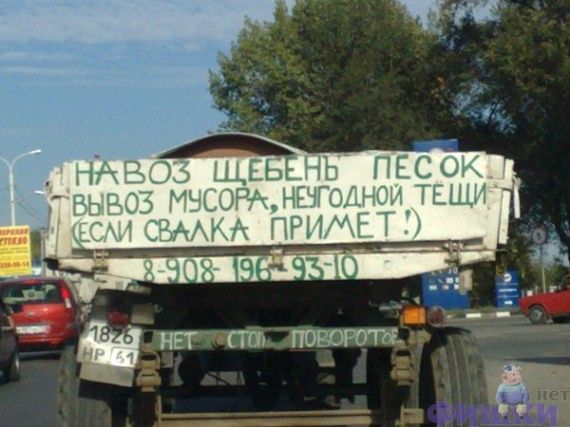 НАВОЗ ЩЕБЕНЬ ПЕСОК
ВЫВОЗ МУСОРА, НЕУГОДНОЙ ТЁЩИ
(ЕСЛИ СВАЛКА ПРИМЕТ!)
8-908-196-93-10
НЕТ СТОП ПОВОРОТОВ
1826
НР 61
СТЕКЛО
нет
фишки